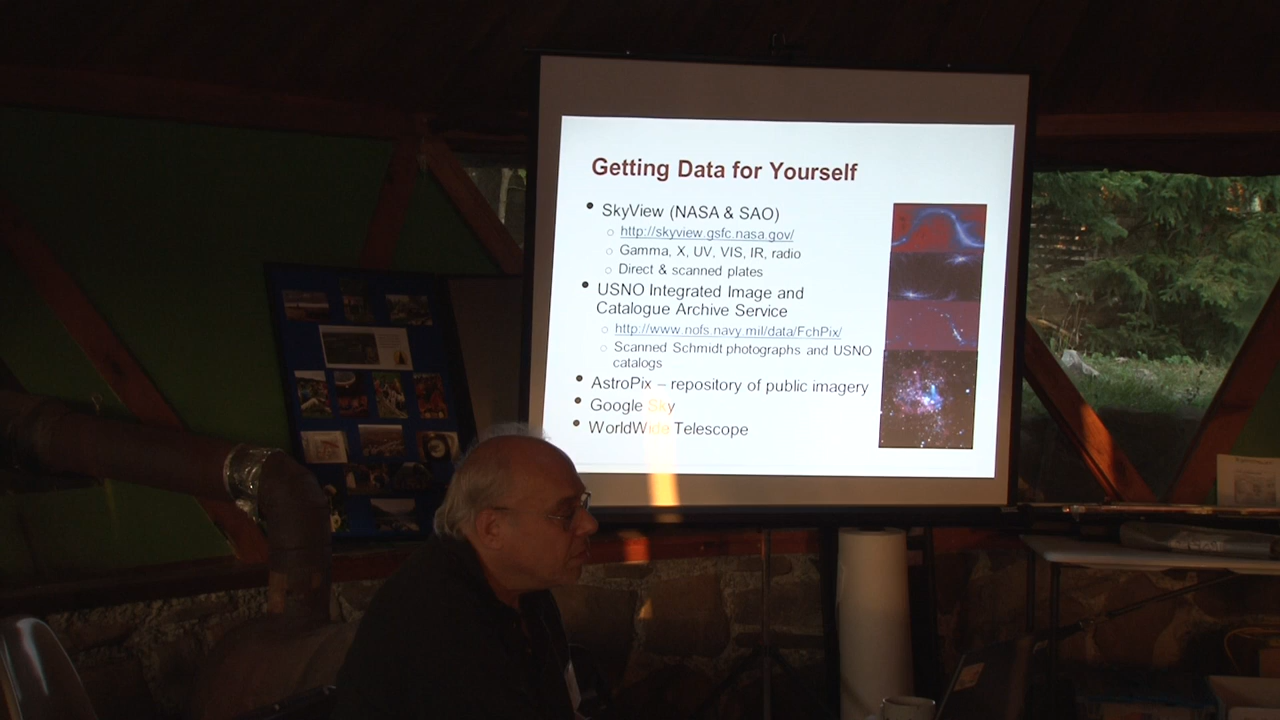 Getting Data for Yourself
SkyView (NASA & SAO)
http://skyview.gsfc.nasa.gov/
Gamma, X, UV, VIS, IR, radio
Direct & scanned plates
USNO Integrated Image and
Catalogue Archive Service
http://www.nofs.navy.mil/data/FchPix/
Scanned Schmidt photographs and USNO
catalogs
AstroPix – repository of public imagery
Google Sky
WorldWide Telescope